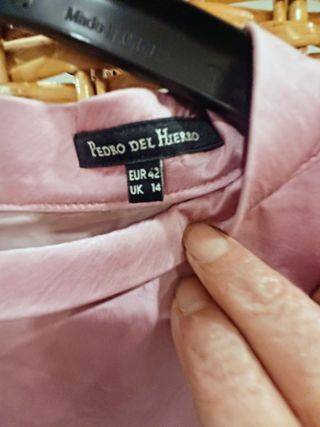 Made I
PEDRO DEL HIERRO
EUR 42
UK 14